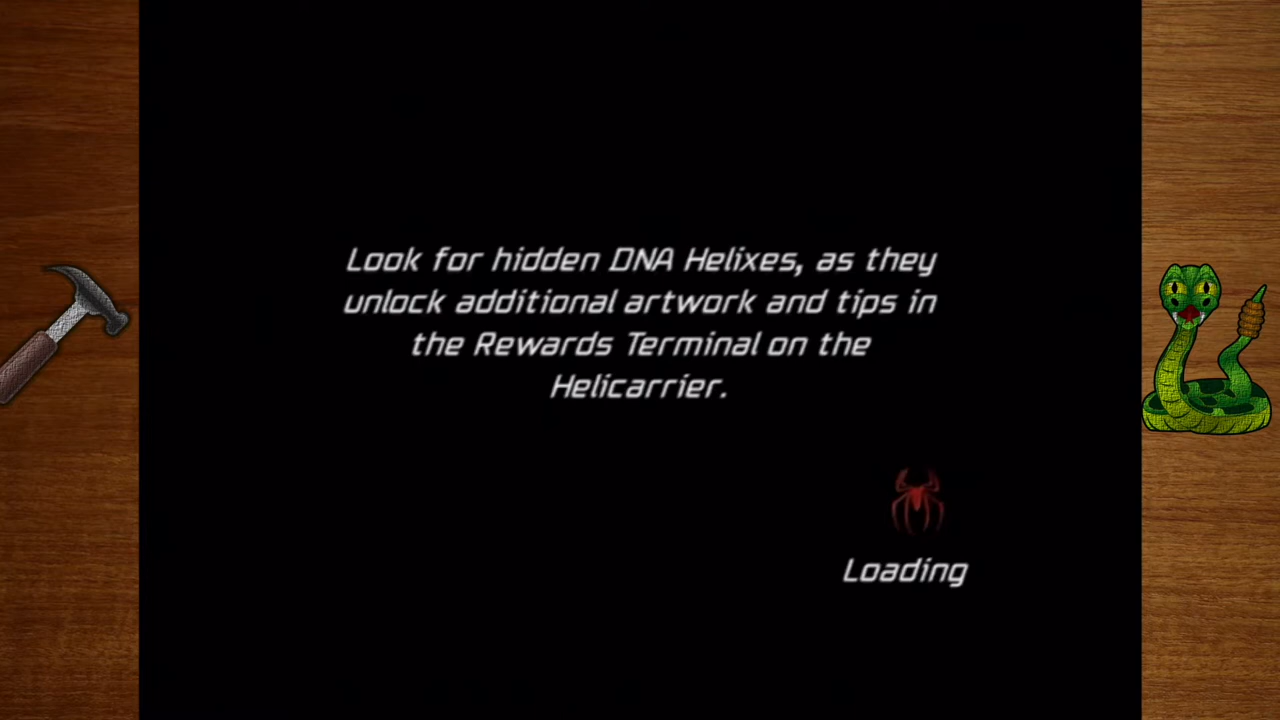 Look for hidden DNA Helixes, as they
unlock additional artwork and tips in
the Rewards Terminal on the
Helicarrier.
Loading